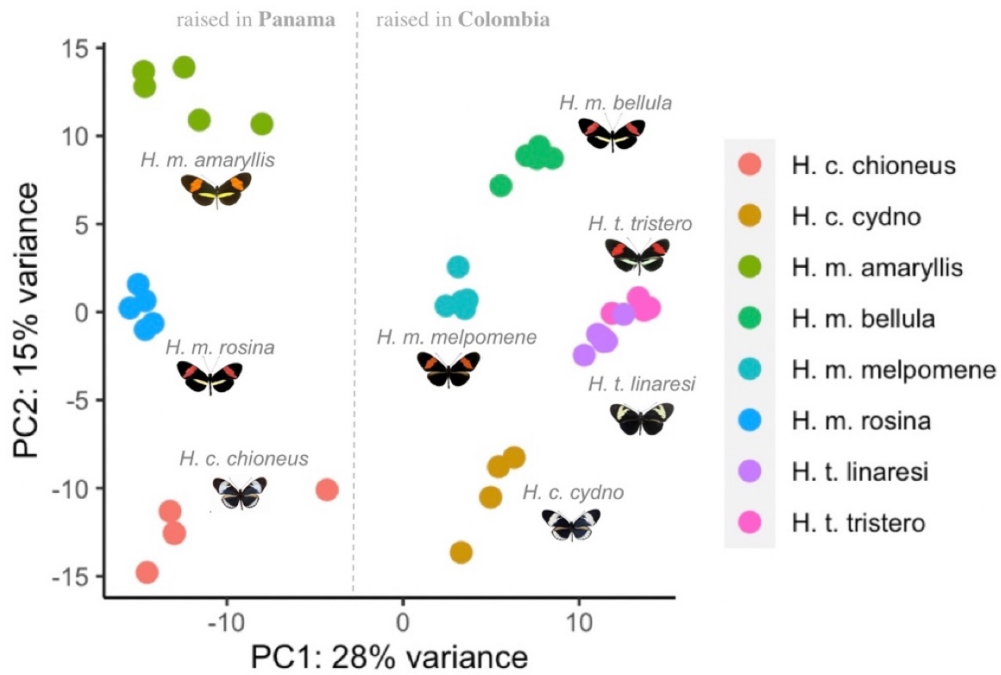 raised in Panama
raised in Colombia
15
10
5
0
-5
-10
-15
PC2: 15% variance
H. m. amaryllis
H. m. rosina
H. c. chioneus
H. m. bellula
H. t. tristero
H. m. melpomene
H. t. linaresi
H. c. cydno
-10
0
10
PC1: 28% variance
H. c. chioneus
H. c. cydno
H. m. amaryllis
H. m. bellula
H. m. melpomene
H. m. rosina
H. t. linaresi
H. t. tristero